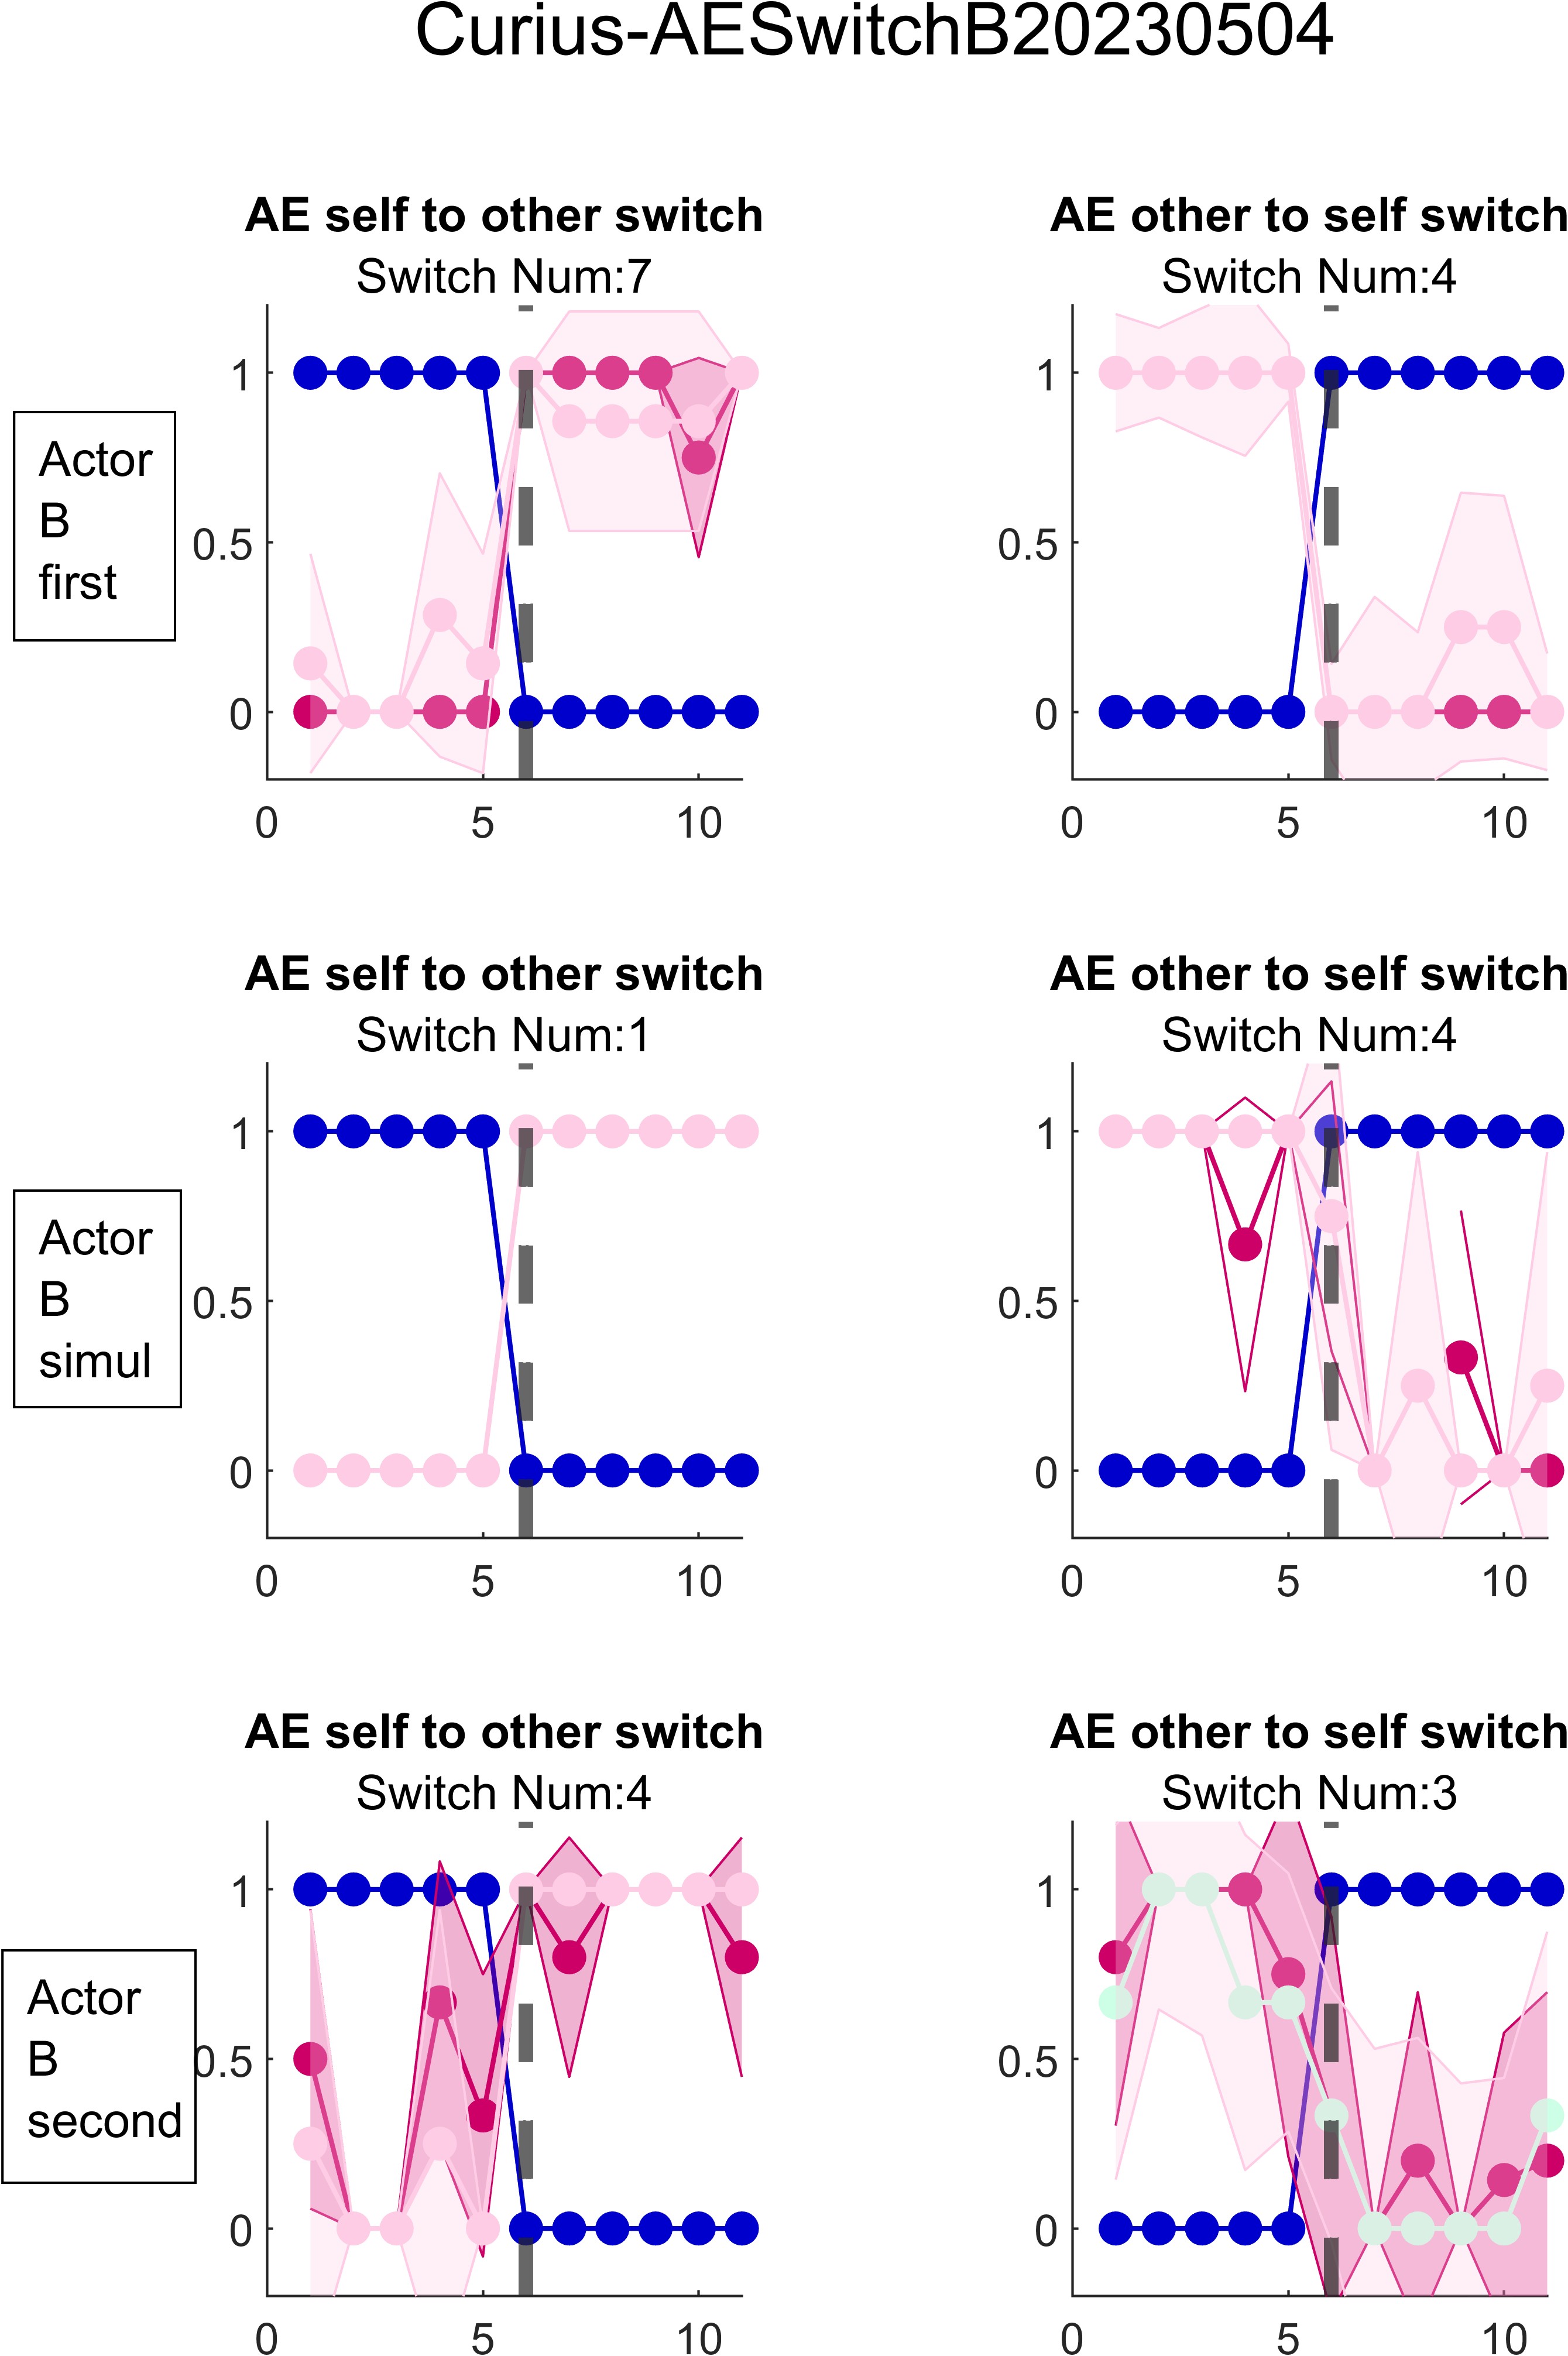 Curius-AESwitchB20230504
AE self to other switch
Switch Num:7
AE other to self switch
Switch Num:4
Actor
B
first
1
0.5
0
0
5
10
1
0.5
0
0
5
10
AE self to other switch
Switch Num:1
AE other to self switch
Switch Num:4
Actor
B
simul
1
0.5
0
0
5
10
1
0.5
0
0
5
10
AE self to other switch
Switch Num:4
AE other to self switch
Switch Num:3
Actor
B
second
1
0.5
0
0
5
10
1
0.5
0
0
5
10